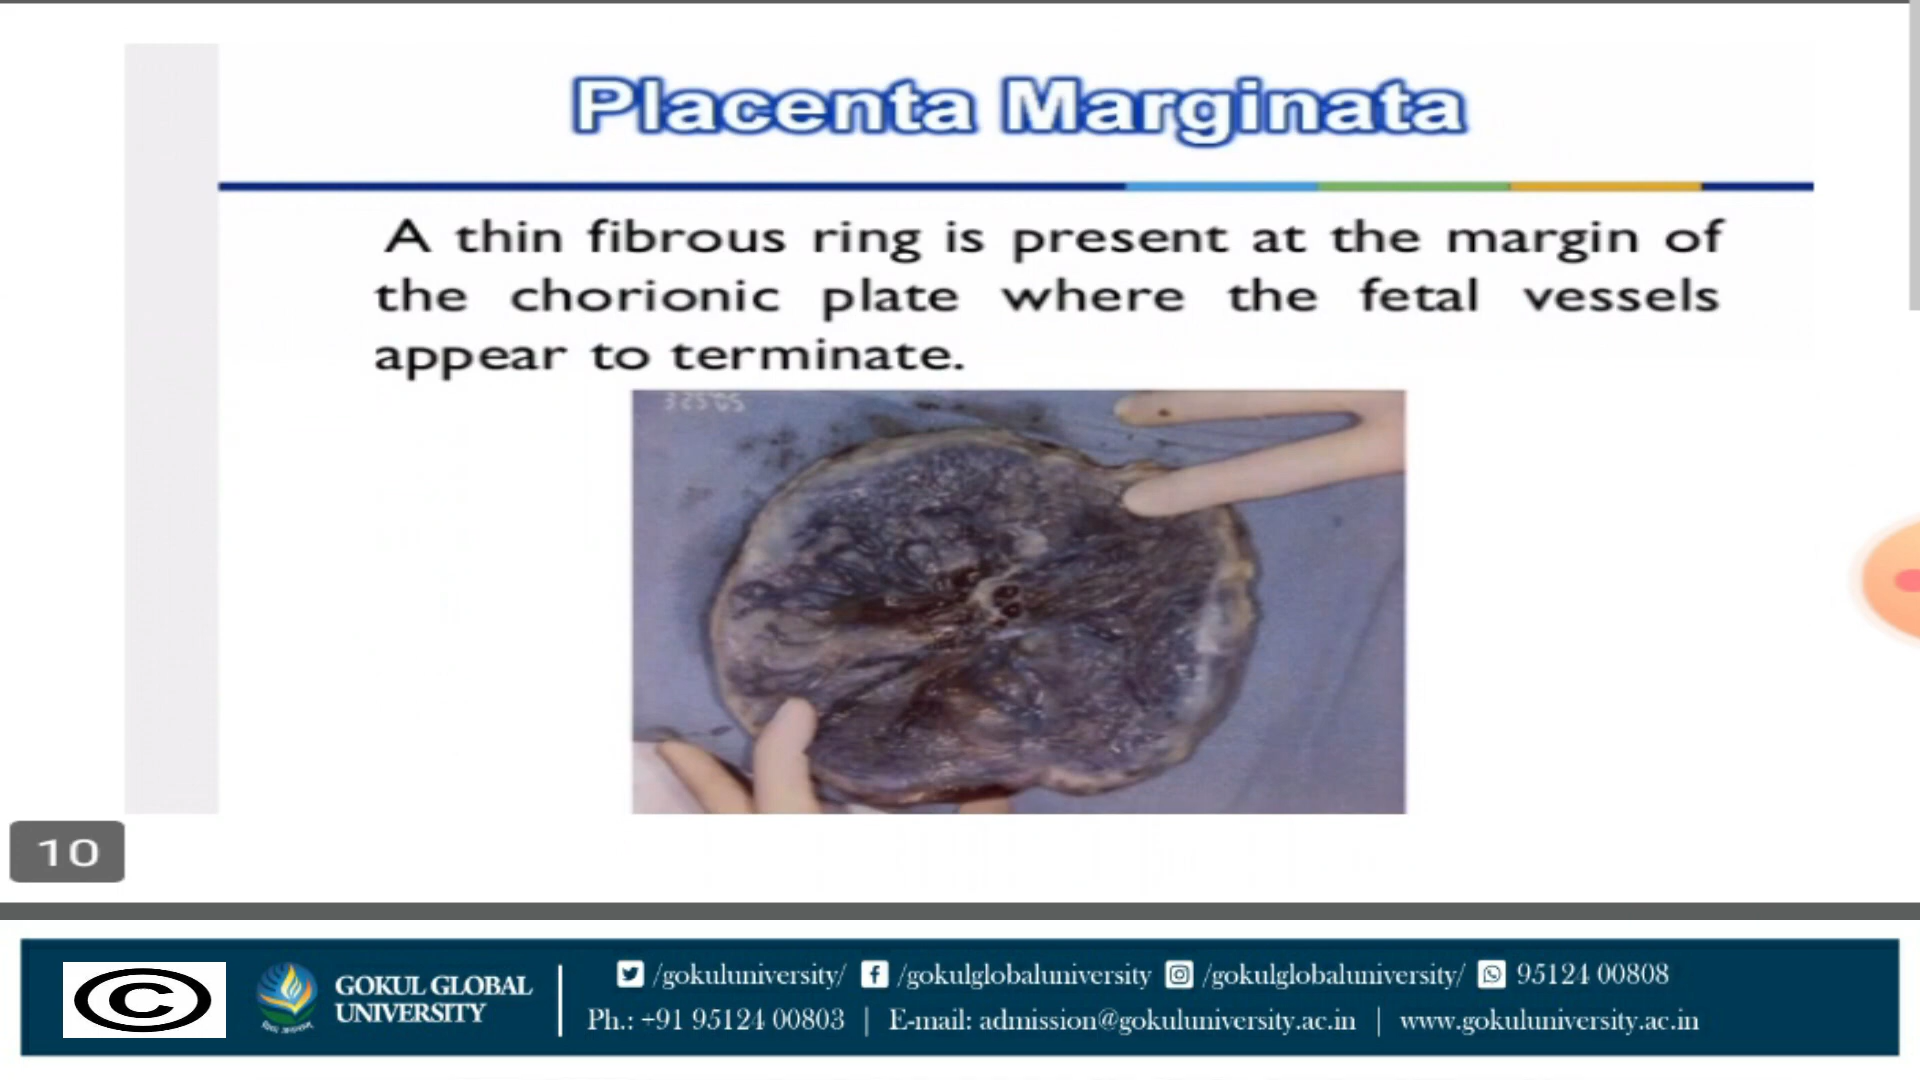 Placenta Marginata
A thin fibrous ring is present at the margin of
the chorionic plate where the fetal vessels
appear to terminate.
10
GOKUL GLOBAL
UNIVERSITY
/gokuluniversity/ /gokulglobaluniversity /gokulglobaluniversity/ 95124 00808
Ph.: +91 95124 00803 | E-mail: admission@gokuluniversity.ac.in | www.gokuluniversity.ac.in